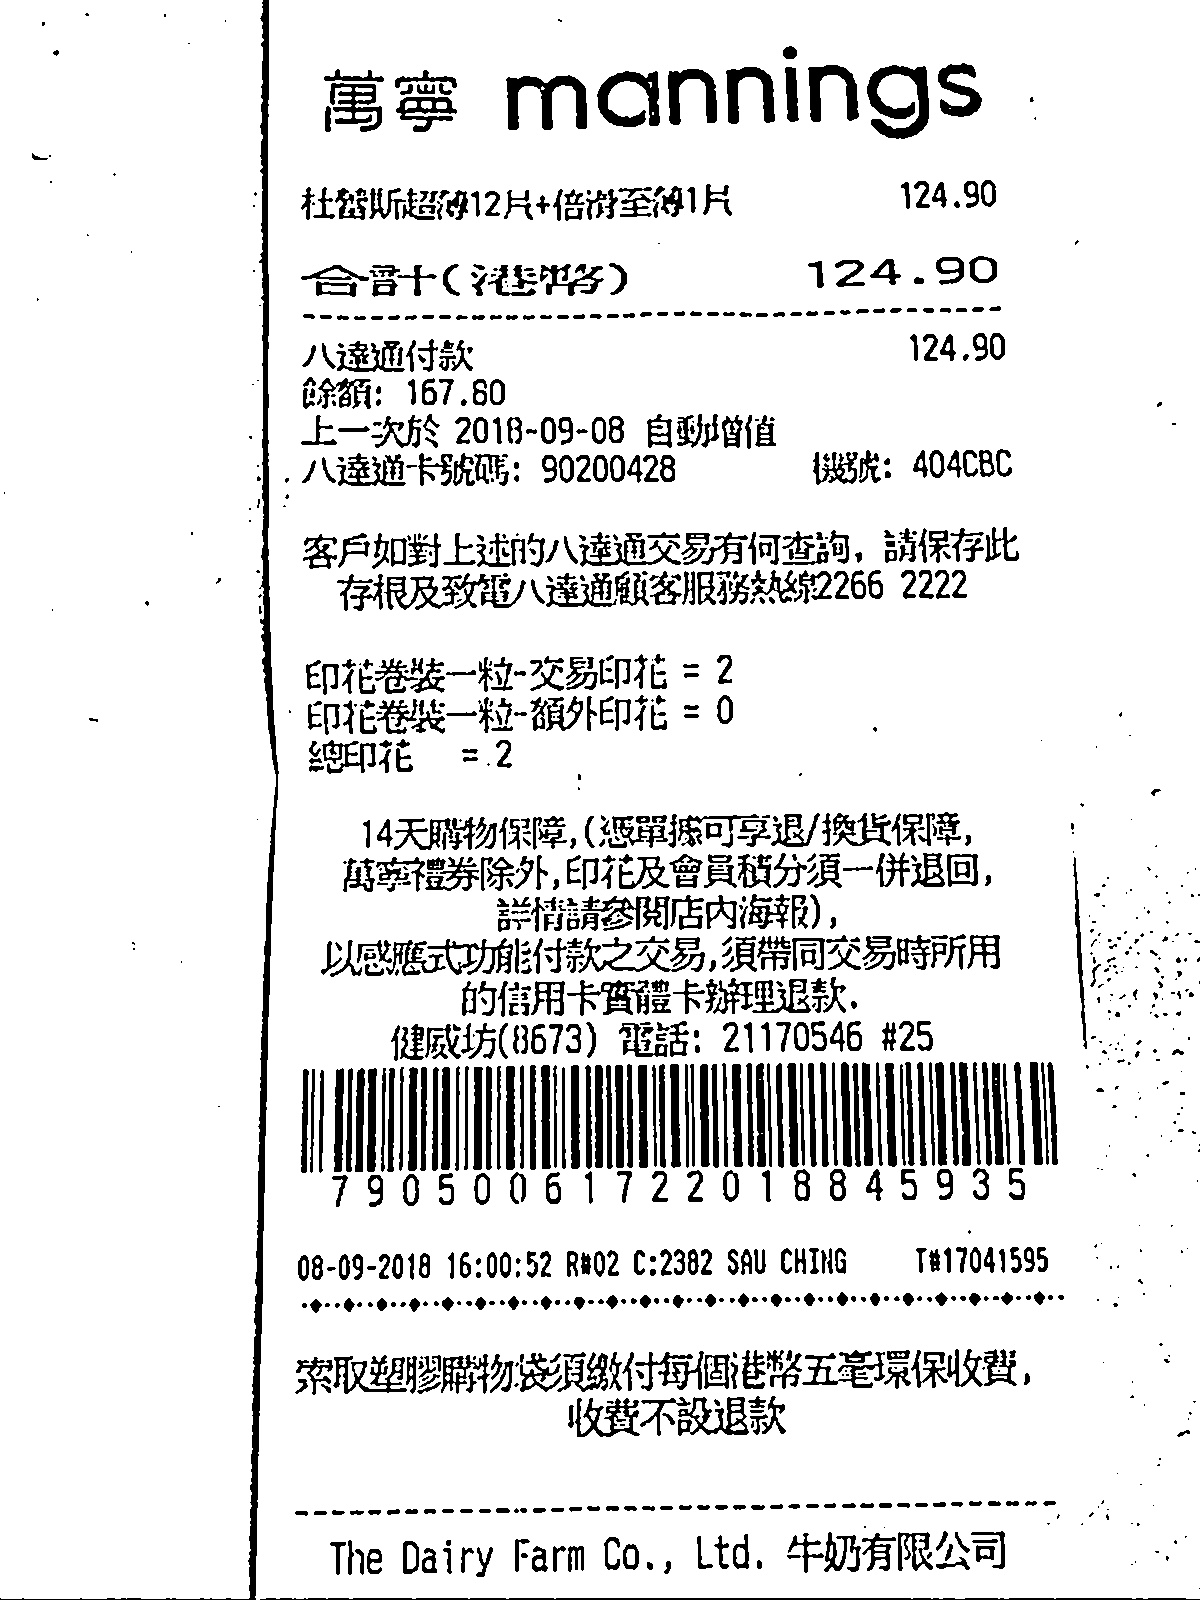 萬寧 mannings
杜蕾斯超薄12片+倍滑至薄1片 124.90
合計(港幣) 124.90
八達通付款 124.90
餘額: 167.80
上一次於 2018-09-08 自動增值
八達通卡號碼: 90200428 機號: 404CBC
客戶如對上述的八達通交易有何查詢, 請保存此
存根及致電八達通顧客服務熱線2266 2222
印花卷裝一粒-交易印花 = 2
印花卷裝一粒-額外印花 = 0
總印花 = 2
14天購物保障,(憑單據可享退/換貨保障,
萬寧禮券除外,印花及會員積分須一併退回,
詳情請參閱店內海報),
以感應式功能付款之交易,須帶同交易時所用
的信用卡實體卡辦理退款.
健威坊(8673) 電話: 21170546 #25
79050061722018845935
08-09-2018 16:00:52 R#02 C:2382 SAU CHING T#17041595
索取塑膠購物袋須繳付每個港幣五毫環保收費,
收費不設退款
The Dairy Farm Co., Ltd. 牛奶有限公司